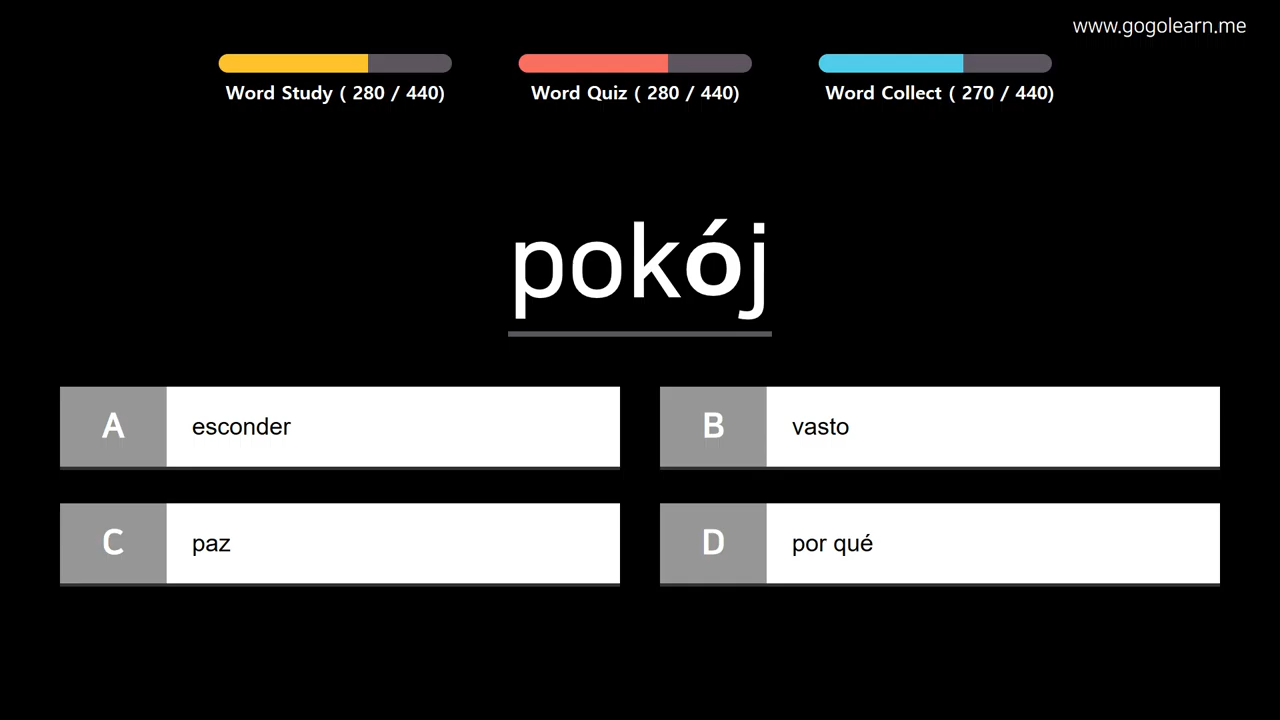 www.gogolearn.me
Word Study ( 280 / 440)
Word Quiz ( 280 / 440)
Word Collect ( 270 / 440)
pokój
A esconder
B vasto
C paz
D por qué